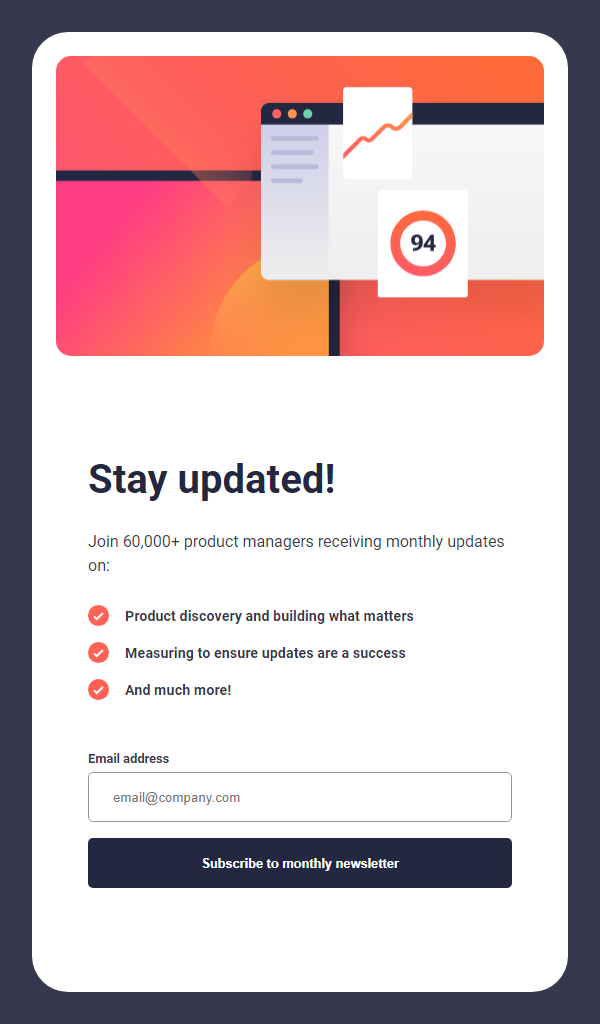 94
Stay updated!
Join 60,000+ product managers receiving monthly updates
on:
Product discovery and building what matters
Measuring to ensure updates are a success
And much more!
Email address
email@company.com
Subscribe to monthly newsletter